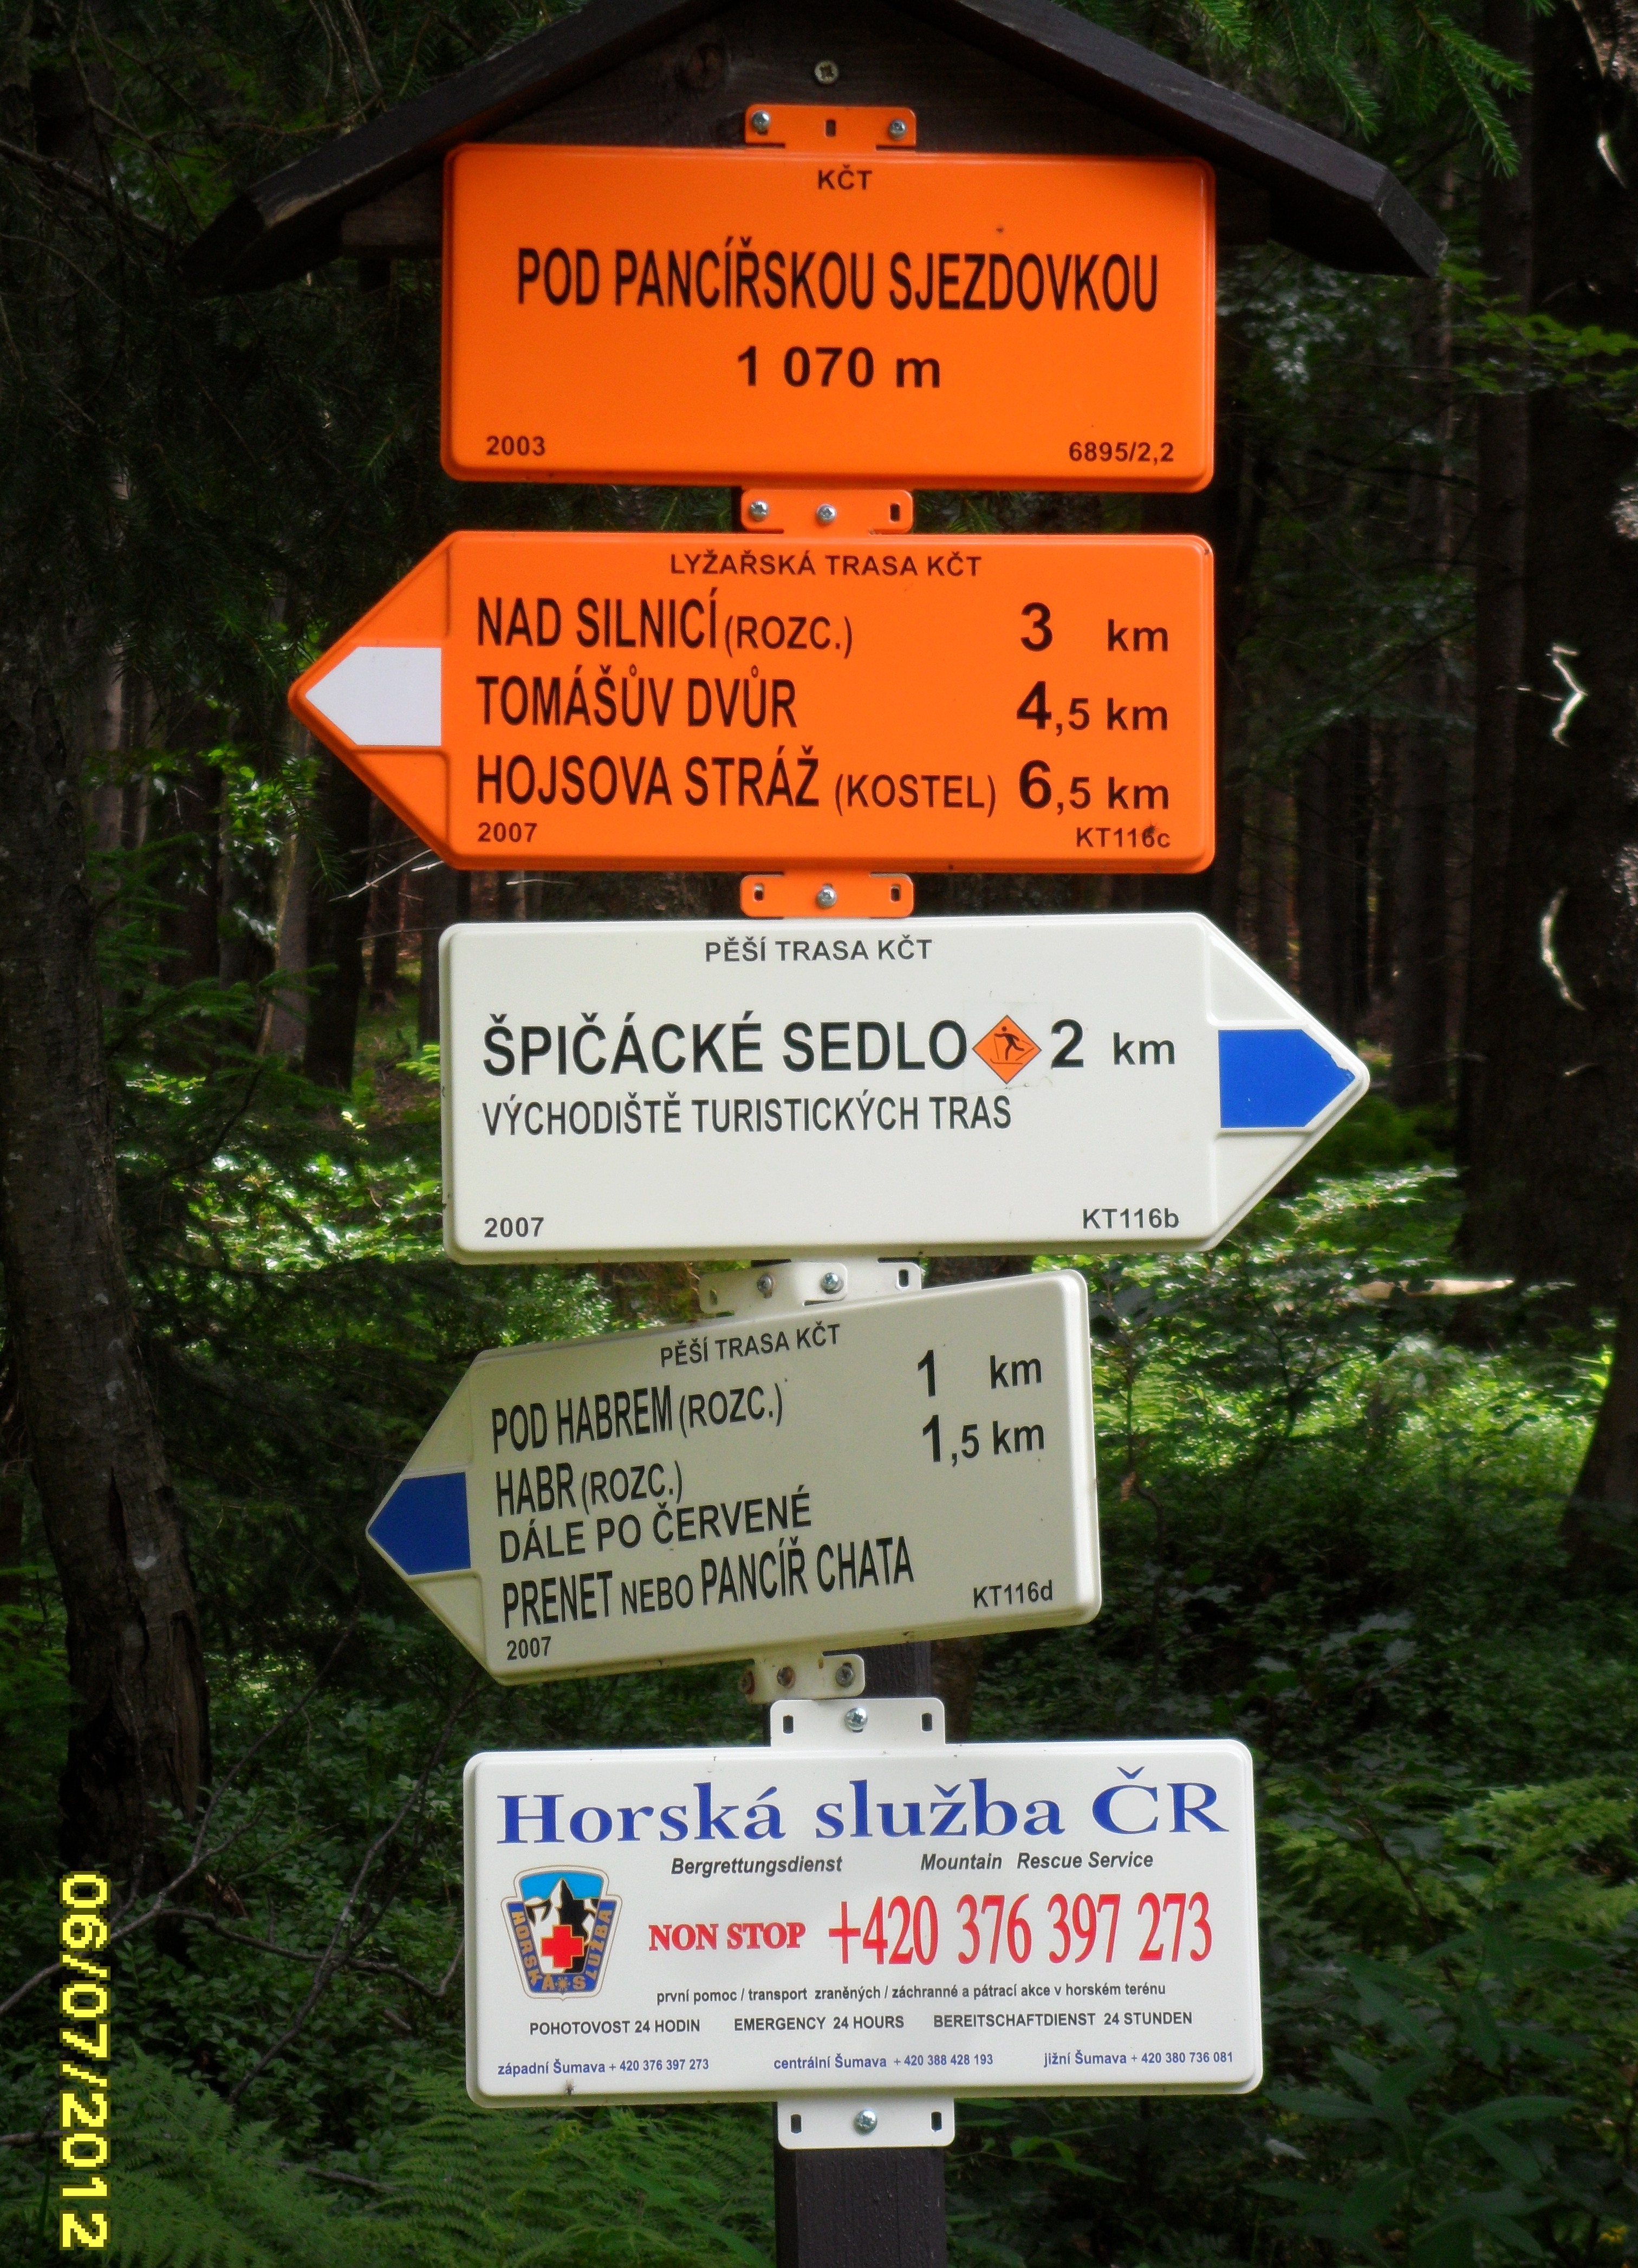 KČT
POD PANCÍŘSKOU SJEZDOVKOU
1 070 m
2003 6895/2,2
LYŽAŘSKÁ TRASA KČT
NAD SILNICÍ (ROZC.) 3 km
TOMÁŠŮV DVŮR 4,5 km
HOJSOVA STRÁŽ (KOSTEL) 6,5 km
2007 KT116c
PĚŠÍ TRASA KČT
ŠPIČÁCKÉ SEDLO 2 km
VÝCHODIŠTĚ TURISTICKÝCH TRAS
2007 KT116b
PĚŠÍ TRASA KČT
POD HABREM (ROZC.) 1 km
HABR (ROZC.) 1,5 km
DÁLE PO ČERVENÉ
PRENET NEBO PANCÍŘ CHATA
2007 KT116d
Horská služba ČR
Bergrettungsdienst Mountain Rescue Service
HORSKÁ SLUŽBA
NON STOP +420 376 397 273
první pomoc / transport zraněných / záchranné a pátrací akce v horském terénu
POHOTOVOST 24 HODIN EMERGENCY 24 HOURS BEREITSCHAFTDIENST 24 STUNDEN
západní Šumava + 420 376 397 273 centrální Šumava + 420 388 428 193 jižní Šumava + 420 380 736 081
06/07/2012